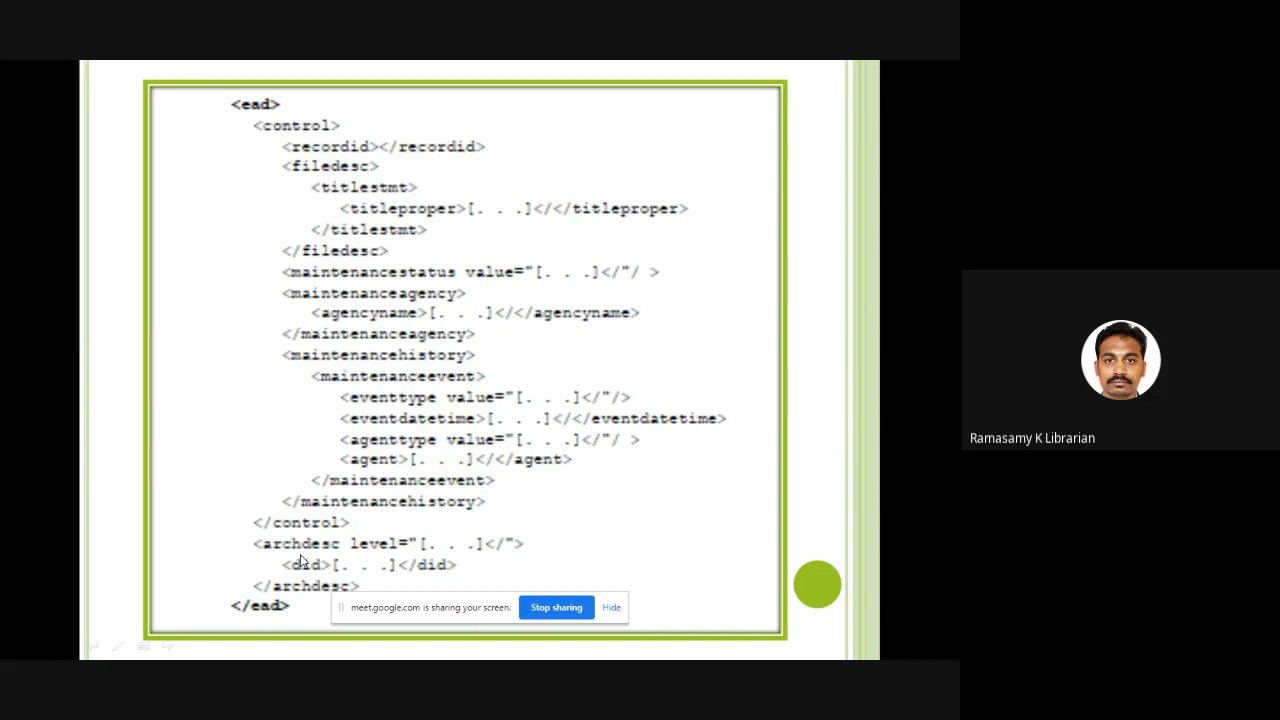 <ead>
<control>
<recordid></recordid>
<filedesc>
<titlestmt>
<titleproper>[. . .]</</titleproper>
</titlestmt>
</filedesc>
<maintenancestatus value="[. . .]</"/ >
<maintenanceagency>
<agencyname>[. . .]</</agencyname>
</maintenanceagency>
<maintenancehistory>
<maintenanceevent>
<eventtype value="[. . .]</"/>
<eventdatetime>[. . .]</</eventdatetime>
<agenttype value="[. . .]</"/ >
<agent>[. . .]</</agent>
</maintenanceevent>
</maintenancehistory>
</control>
<archdesc level="[. . .]</">
<did>[. . .]</did>
</archdesc>
</ead>
meet.google.com is sharing your screen. Stop sharing Hide
Ramasamy K Librarian